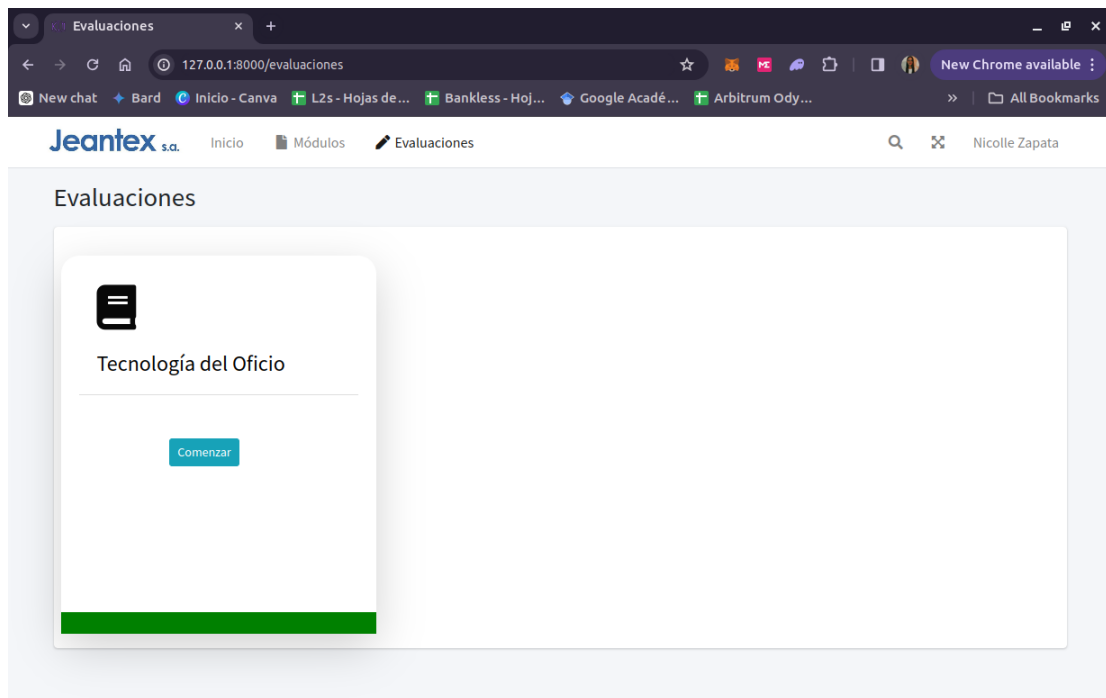 Evaluaciones
127.0.0.1:8000/evaluaciones
New Chrome available
New chat Bard Inicio - Canva L2s - Hojas de... Bankless - Hoj... Google Acadé... Arbitrum Ody... » All Bookmarks
Jeantex s.a. Inicio Módulos Evaluaciones Nicolle Zapata
Evaluaciones
Tecnología del Oficio
Comenzar